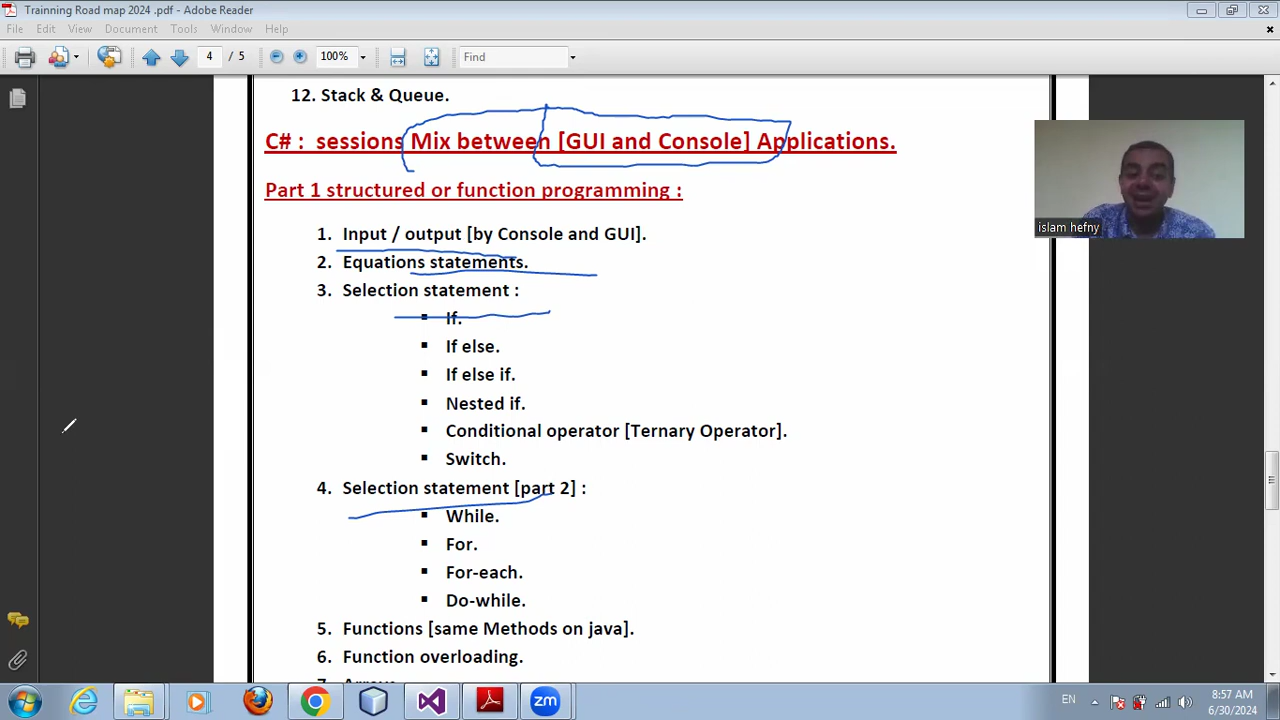 Trainning Road map 2024 .pdf - Adobe Reader
File Edit View Document Tools Window Help
4 / 5 100% Find
12. Stack & Queue.
C# : sessions Mix between [GUI and Console] Applications.
Part 1 structured or function programming :
1. Input / output [by Console and GUI].
2. Equations statements.
3. Selection statement :
▪ If.
▪ If else.
▪ If else if.
▪ Nested if.
▪ Conditional operator [Ternary Operator].
▪ Switch.
4. Selection statement [part 2] :
▪ While.
▪ For.
▪ For-each.
▪ Do-while.
5. Functions [same Methods on java].
6. Function overloading.
7. Arrays
islam hefny
zm
EN
8:57 AM
6/30/2024